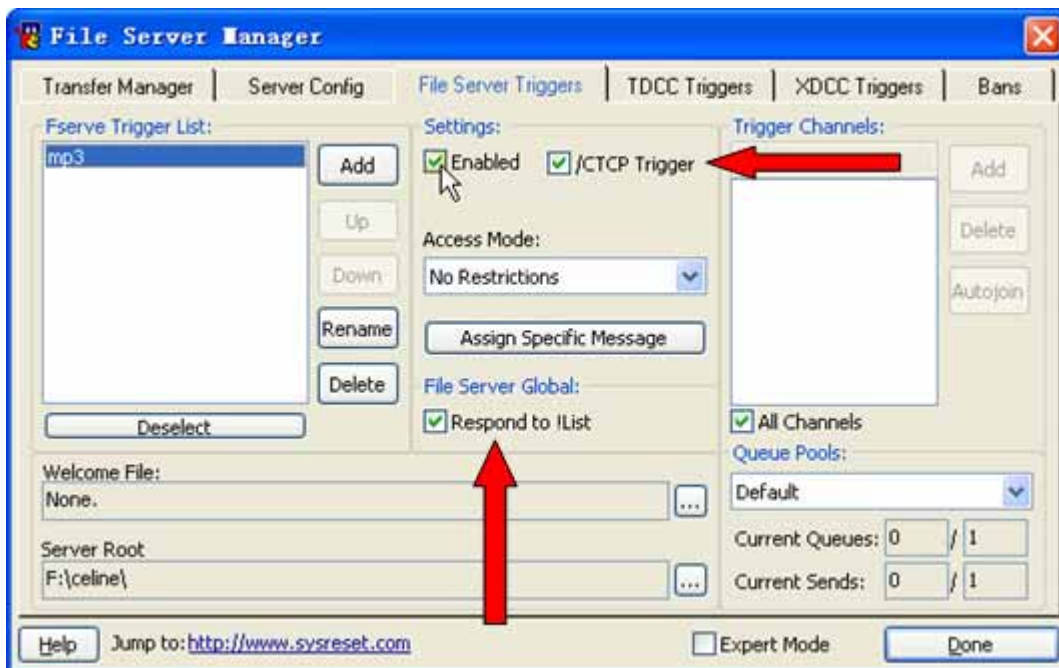 File Server Manager
Transfer Manager
Server Config
File Server Triggers
TDCC Triggers
XDCC Triggers
Bans
Fserve Trigger List:
mp3
Add
Up
Down
Rename
Delete
Deselect
Settings:
Enabled
/CTCP Trigger
Access Mode:
No Restrictions
Assign Specific Message
File Server Global:
Respond to !List
Trigger Channels:
Add
Delete
Autojoin
All Channels
Welcome File:
None.
...
Server Root
F:\celine\
...
Queue Pools:
Default
Current Queues: 0 / 1
Current Sends: 0 / 1
Help
Jump to: http://www.sysreset.com
Expert Mode
Done